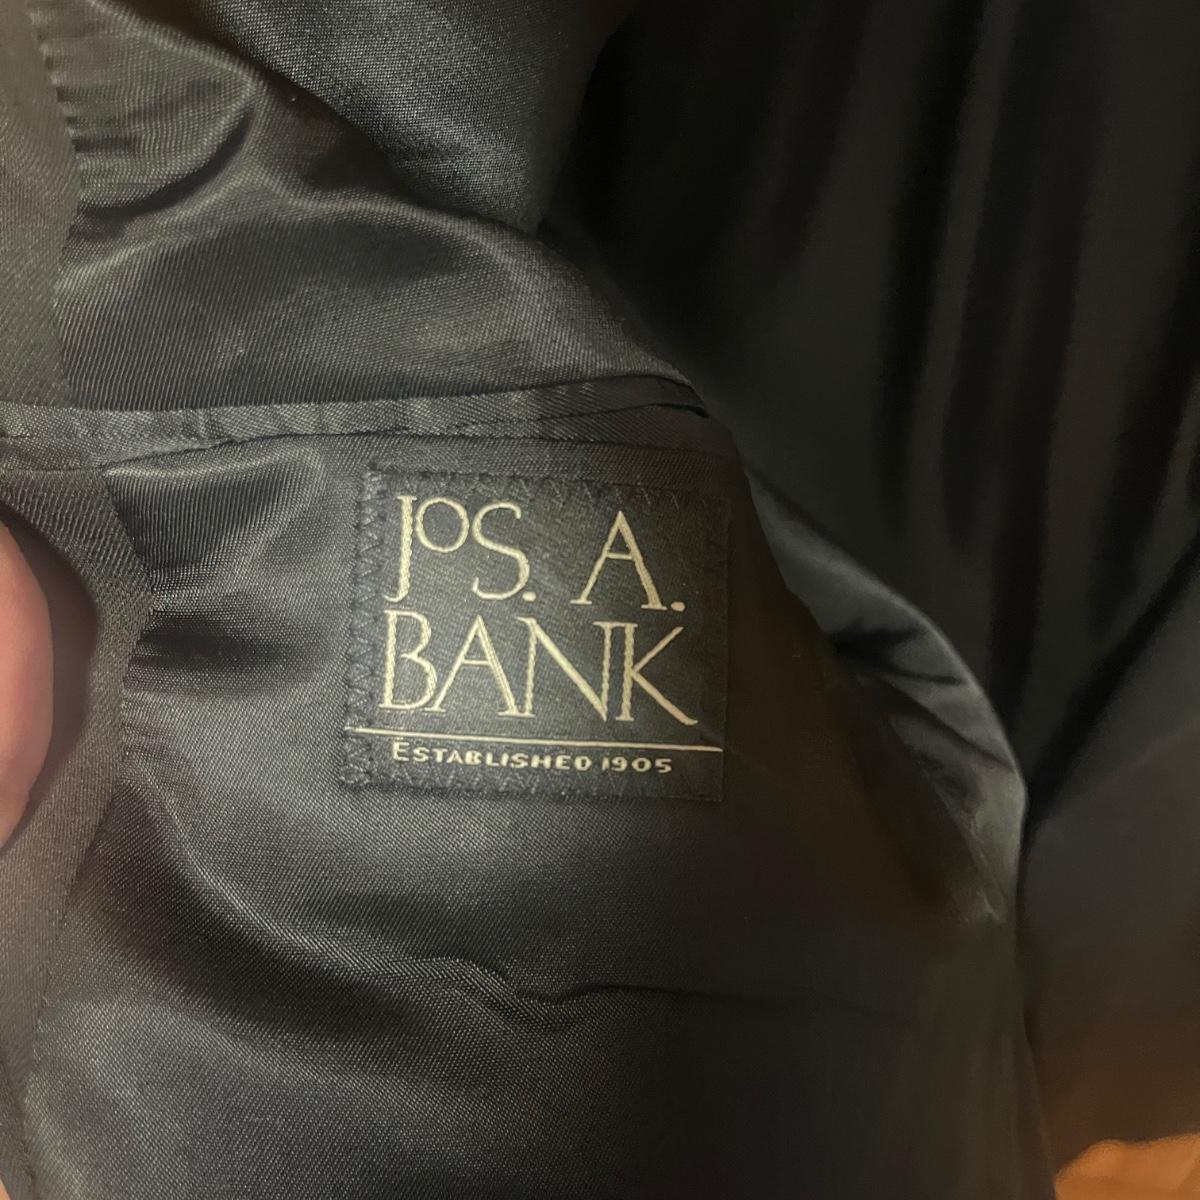 JoS. A.
BANK
ESTABLISHED 1905